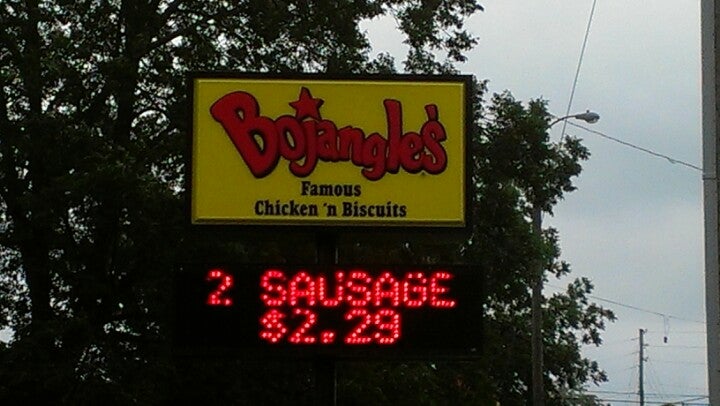 Bojangles'
Famous
Chicken 'n Biscuits
2 SAUSAGE
$2.29